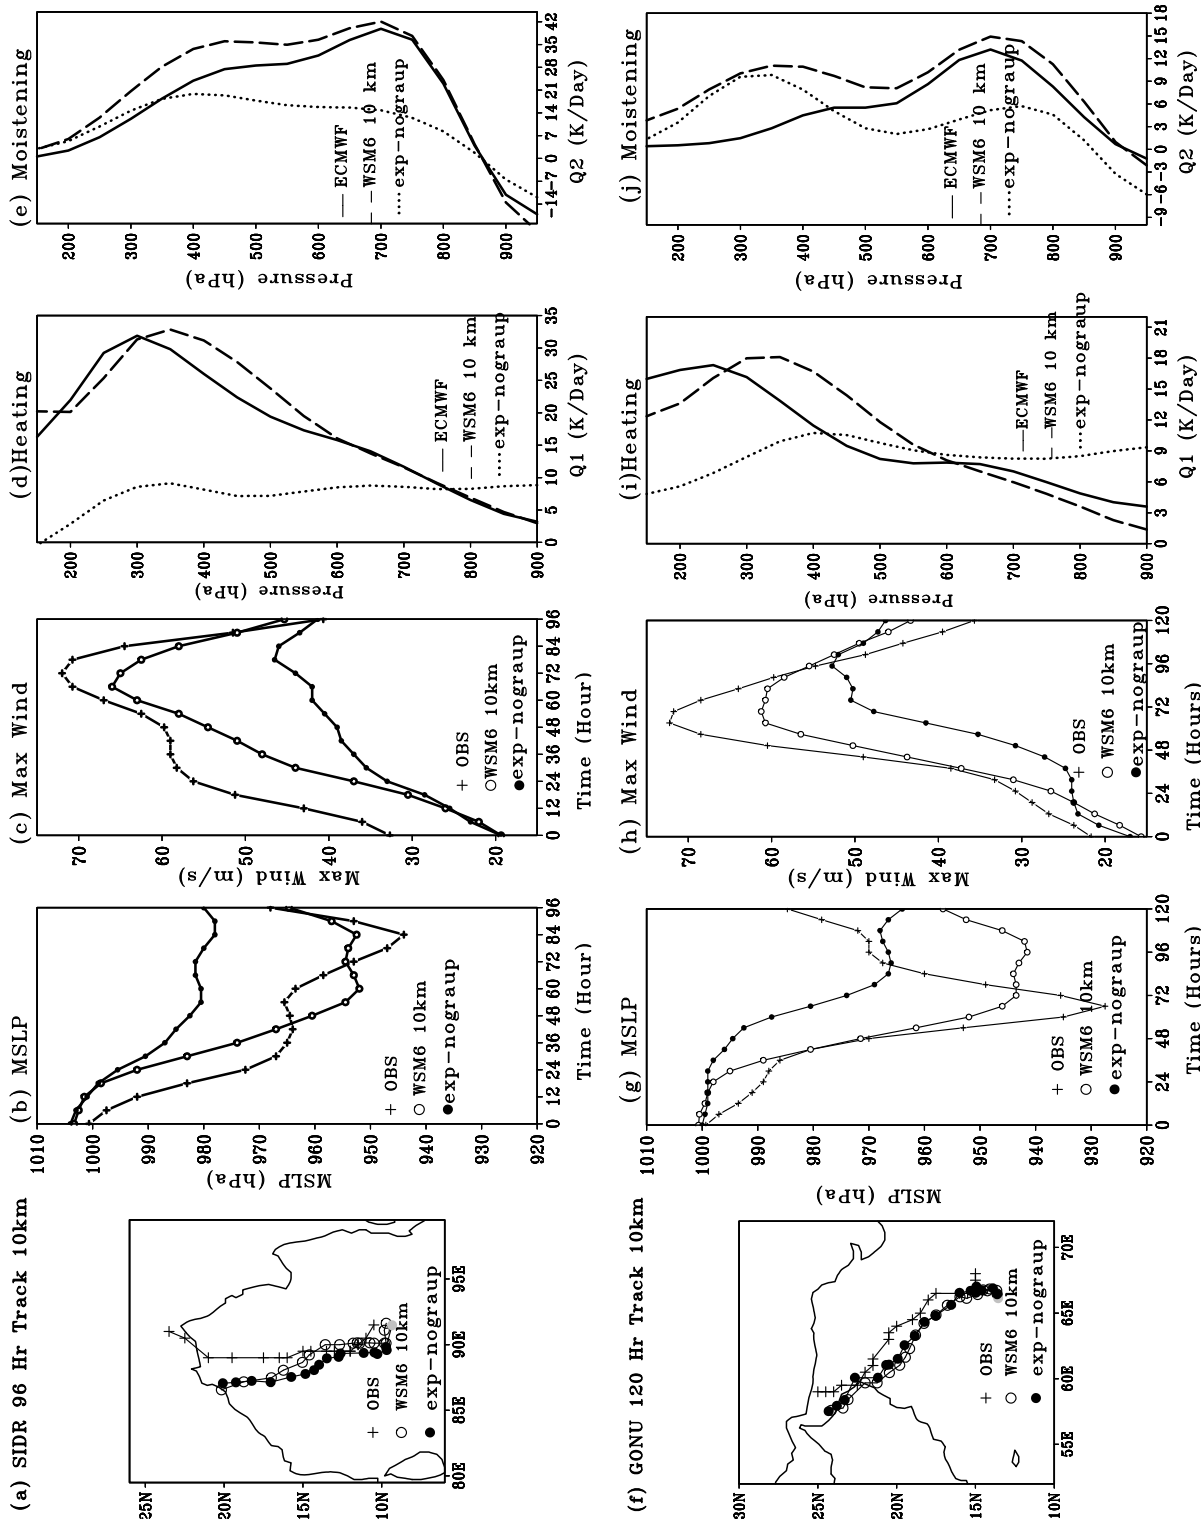 (a) SIDR 96 Hr Track 10km
25N
20N
15N
10N
80E 85E 90E 95E
OBS
WSM6 10km
exp-nograup
(b) MSLP
MSLP (hPa)
1010
1000
990
980
970
960
950
940
930
920
0 12 24 36 48 60 72 84 96
Time (Hour)
OBS
WSM6 10km
exp-nograup
(c) Max Wind
Max Wind (m/s)
70
60
50
40
30
20
0 12 24 36 48 60 72 84 96
Time (Hour)
OBS
WSM6 10km
exp-nograup
(d)Heating
Pressure (hPa)
200
300
400
500
600
700
800
900
0 5 10 15 20 25 30 35
Q1 (K/Day)
ECMWF
WSM6 10 km
exp-nograup
(e) Moistening
Pressure (hPa)
200
300
400
500
600
700
800
900
-14 -7 0 7 14 21 28 35 42
Q2 (K/Day)
ECMWF
WSM6 10 km
exp-nograup
(f) GONU 120 Hr Track 10km
30N
25N
20N
15N
10N
55E 60E 65E 70E
OBS
WSM6 10km
exp-nograup
(g) MSLP
MSLP (hPa)
1010
1000
990
980
970
960
950
940
930
920
0 24 48 72 96 120
Time (Hours)
OBS
WSM6 10km
exp-nograup
(h) Max Wind
Max Wind (m/s)
70
60
50
40
30
20
0 24 48 72 96 120
Time (Hours)
OBS
WSM6 10km
exp-nograup
(i)Heating
Pressure (hPa)
200
300
400
500
600
700
800
900
0 3 6 9 12 15 18 21
Q1 (K/Day)
ECMWF
WSM6 10 km
exp-nograup
(j) Moistening
Pressure (hPa)
200
300
400
500
600
700
800
900
-9 -6 -3 0 3 6 9 12 15 18
Q2 (K/Day)
ECMWF
WSM6 10 km
exp-nograup